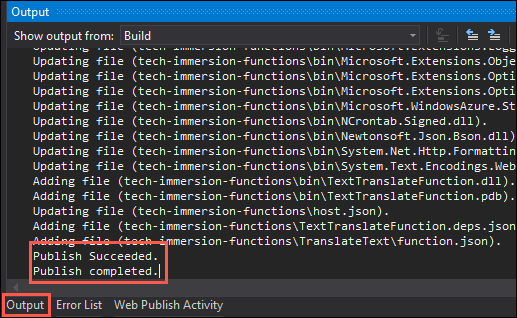 Output
Show output from: Build
Updating file (tech-immersion-functions\bin\Microsoft.Extensions.Logg
Updating file (tech-immersion-functions\bin\Microsoft.Extensions.Obje
Updating file (tech-immersion-functions\bin\Microsoft.Extensions.Opti
Updating file (tech-immersion-functions\bin\Microsoft.Extensions.Opti
Updating file (tech-immersion-functions\bin\Microsoft.WindowsAzure.St
Updating file (tech-immersion-functions\bin\NCrontab.Signed.dll).
Updating file (tech-immersion-functions\bin\Newtonsoft.Json.Bson.dll)
Updating file (tech-immersion-functions\bin\System.Net.Http.Formattin
Updating file (tech-immersion-functions\bin\System.Text.Encodings.Web
Adding file (tech-immersion-functions\bin\TextTranslateFunction.dll).
Adding file (tech-immersion-functions\bin\TextTranslateFunction.pdb).
Updating file (tech-immersion-functions\host.json).
Adding file (tech-immersion-functions\TextTranslateFunction.deps.json
Adding file (tech-immersion-functions\TranslateText\function.json).
Publish Succeeded.
Publish completed.
Output Error List Web Publish Activity